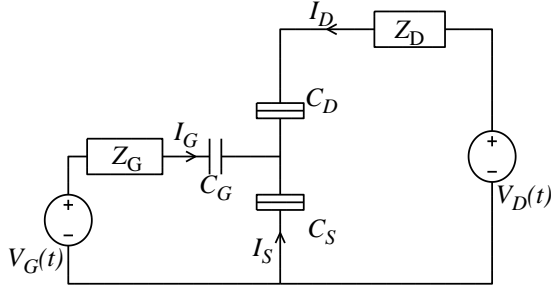 I_D
Z_D
C_D
I_G
Z_G
C_G
+
−
V_D(t)
+
−
V_G(t)
C_S
I_S